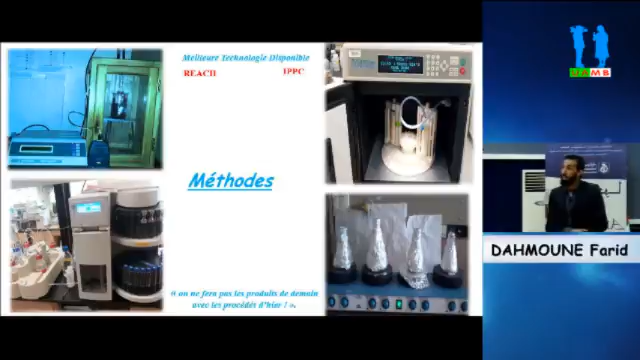 Meilleure Technologie Disponible
REACH IPPC
Méthodes
on ne fera pas les produits de demain
avec les procédés d'hier !
UAMB
DAHMOUNE Farid